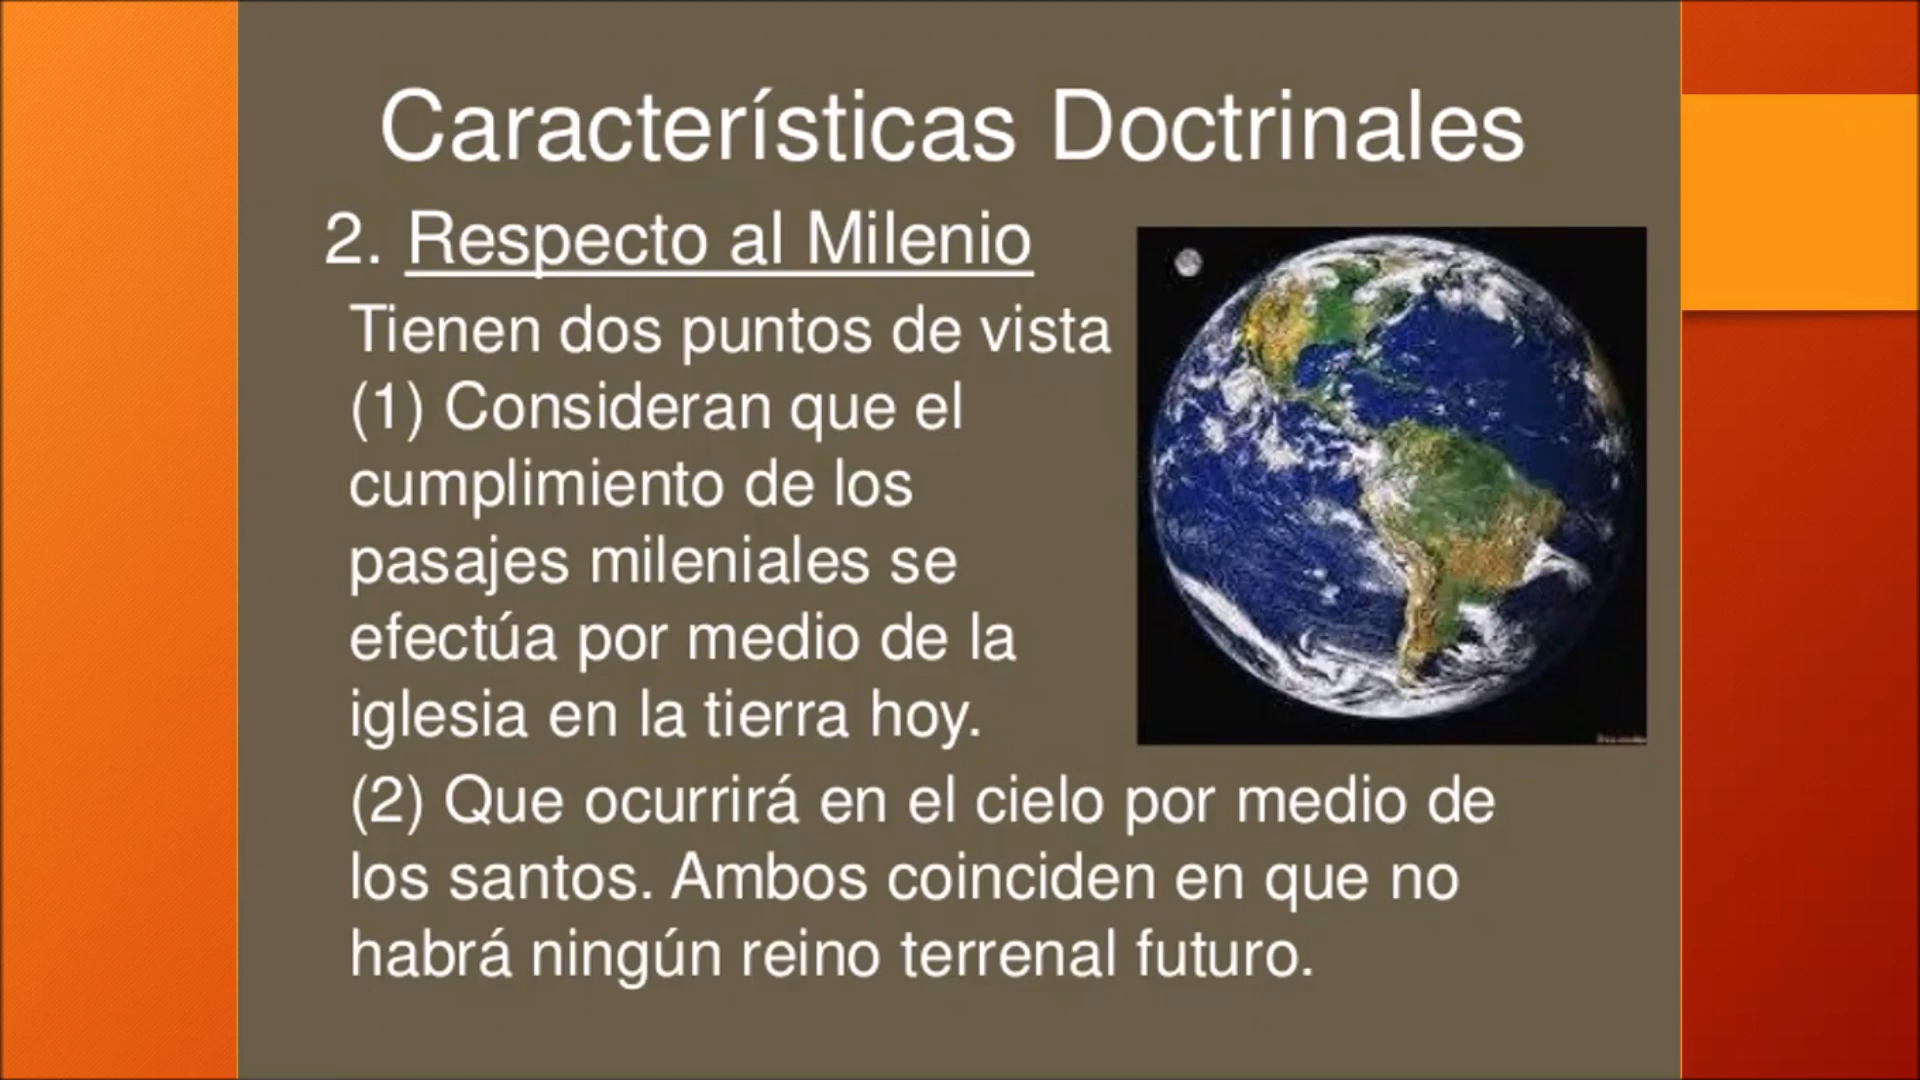 Características Doctrinales
2. Respecto al Milenio
Tienen dos puntos de vista
(1) Consideran que el
cumplimiento de los
pasajes mileniales se
efectúa por medio de la
iglesia en la tierra hoy.
(2) Que ocurrirá en el cielo por medio de
los santos. Ambos coinciden en que no
habrá ningún reino terrenal futuro.